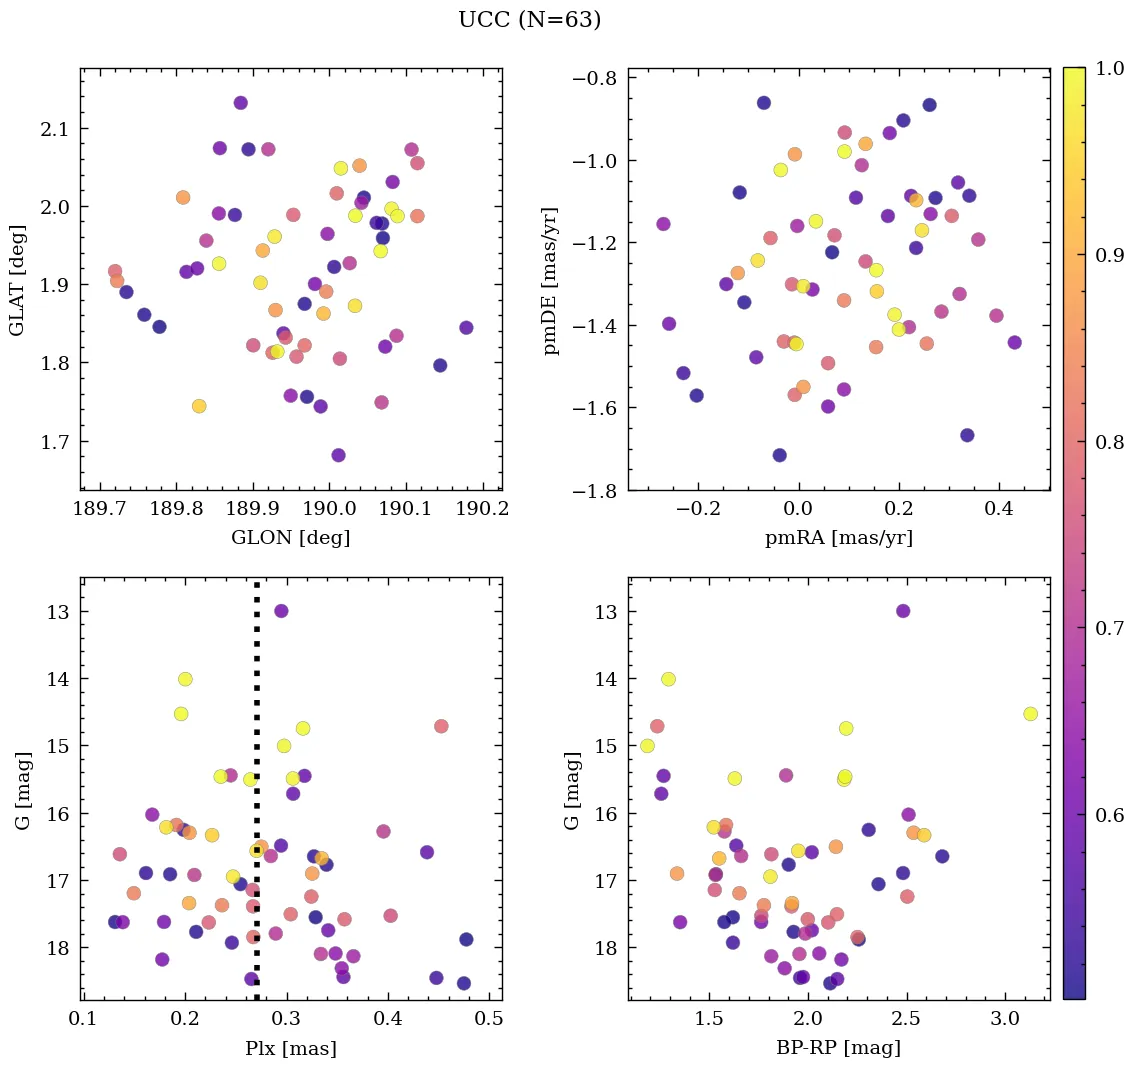 UCC (N=63)
2.1
2.0
1.9
1.8
1.7
GLAT [deg]
189.7 189.8 189.9 190.0 190.1 190.2
GLON [deg]
−0.8
−1.0
−1.2
−1.4
−1.6
−1.8
pmDE [mas/yr]
−0.2 0.0 0.2 0.4
pmRA [mas/yr]
1.0
0.9
0.8
0.7
0.6
13
14
15
16
17
18
G [mag]
0.1 0.2 0.3 0.4 0.5
Plx [mas]
13
14
15
16
17
18
G [mag]
1.5 2.0 2.5 3.0
BP-RP [mag]